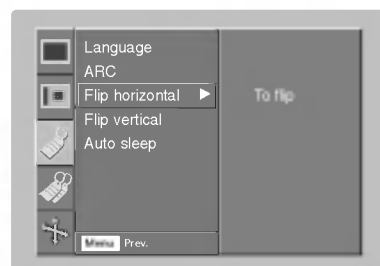 Language
ARC
Flip horizontal ▶
To flip
Flip vertical
Auto sleep
Menu Prev.